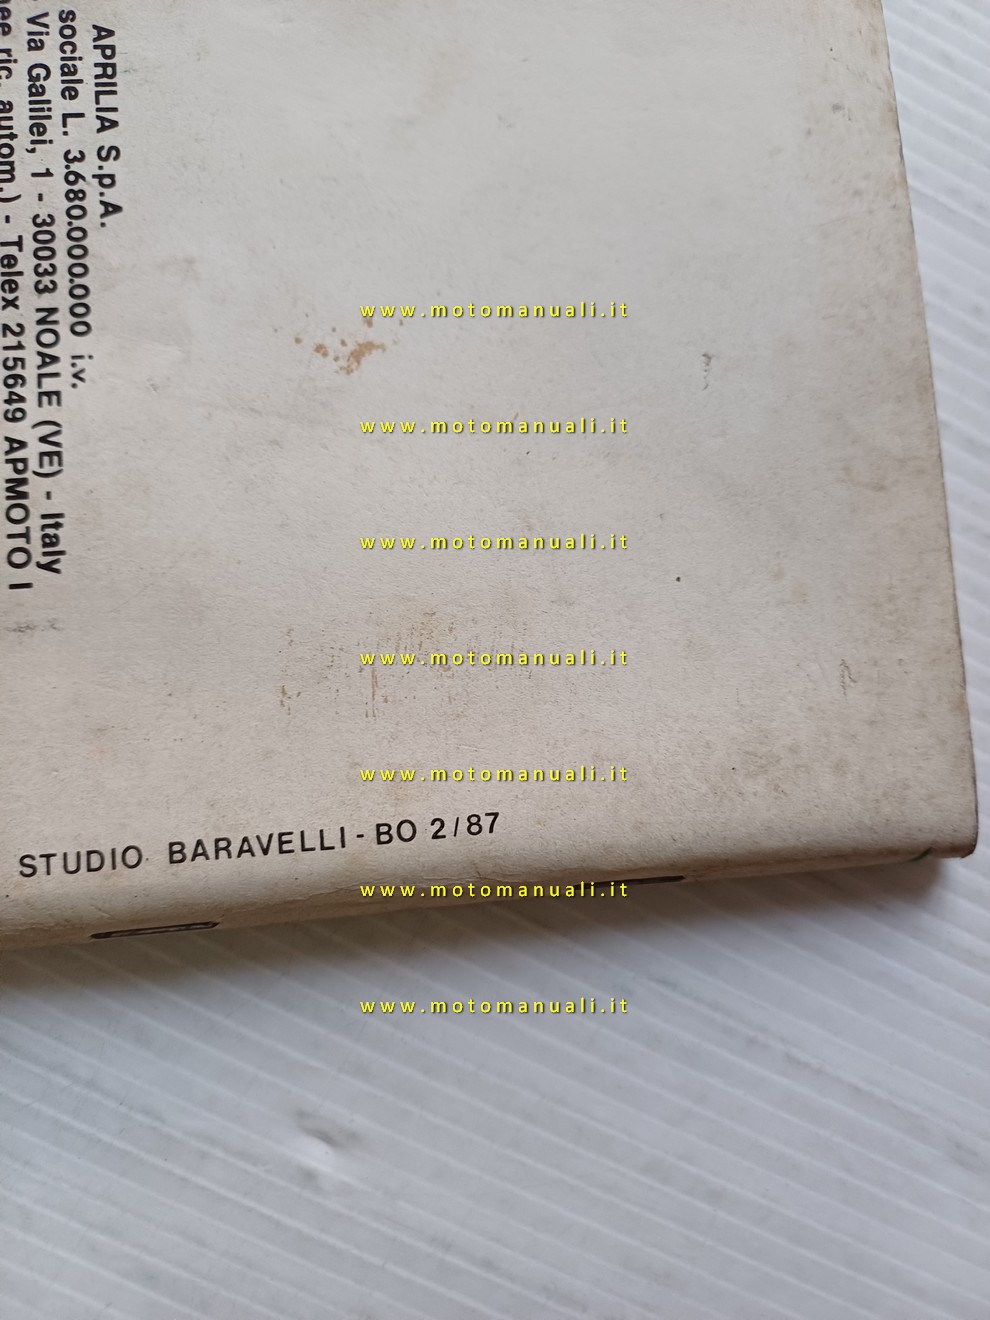 APRILIA S.p.A.
sociale L. 3.680.000.000 i.v.
Via Galilei, 1 - 30033 NOALE (VE) - Italy
ric. autom.) - Telex 215649 APMOTO I
www.motomanuali.it
www.motomanuali.it
www.motomanuali.it
www.motomanuali.it
www.motomanuali.it
STUDIO BARAVELLI - BO 2/87
www.motomanuali.it
www.motomanuali.it